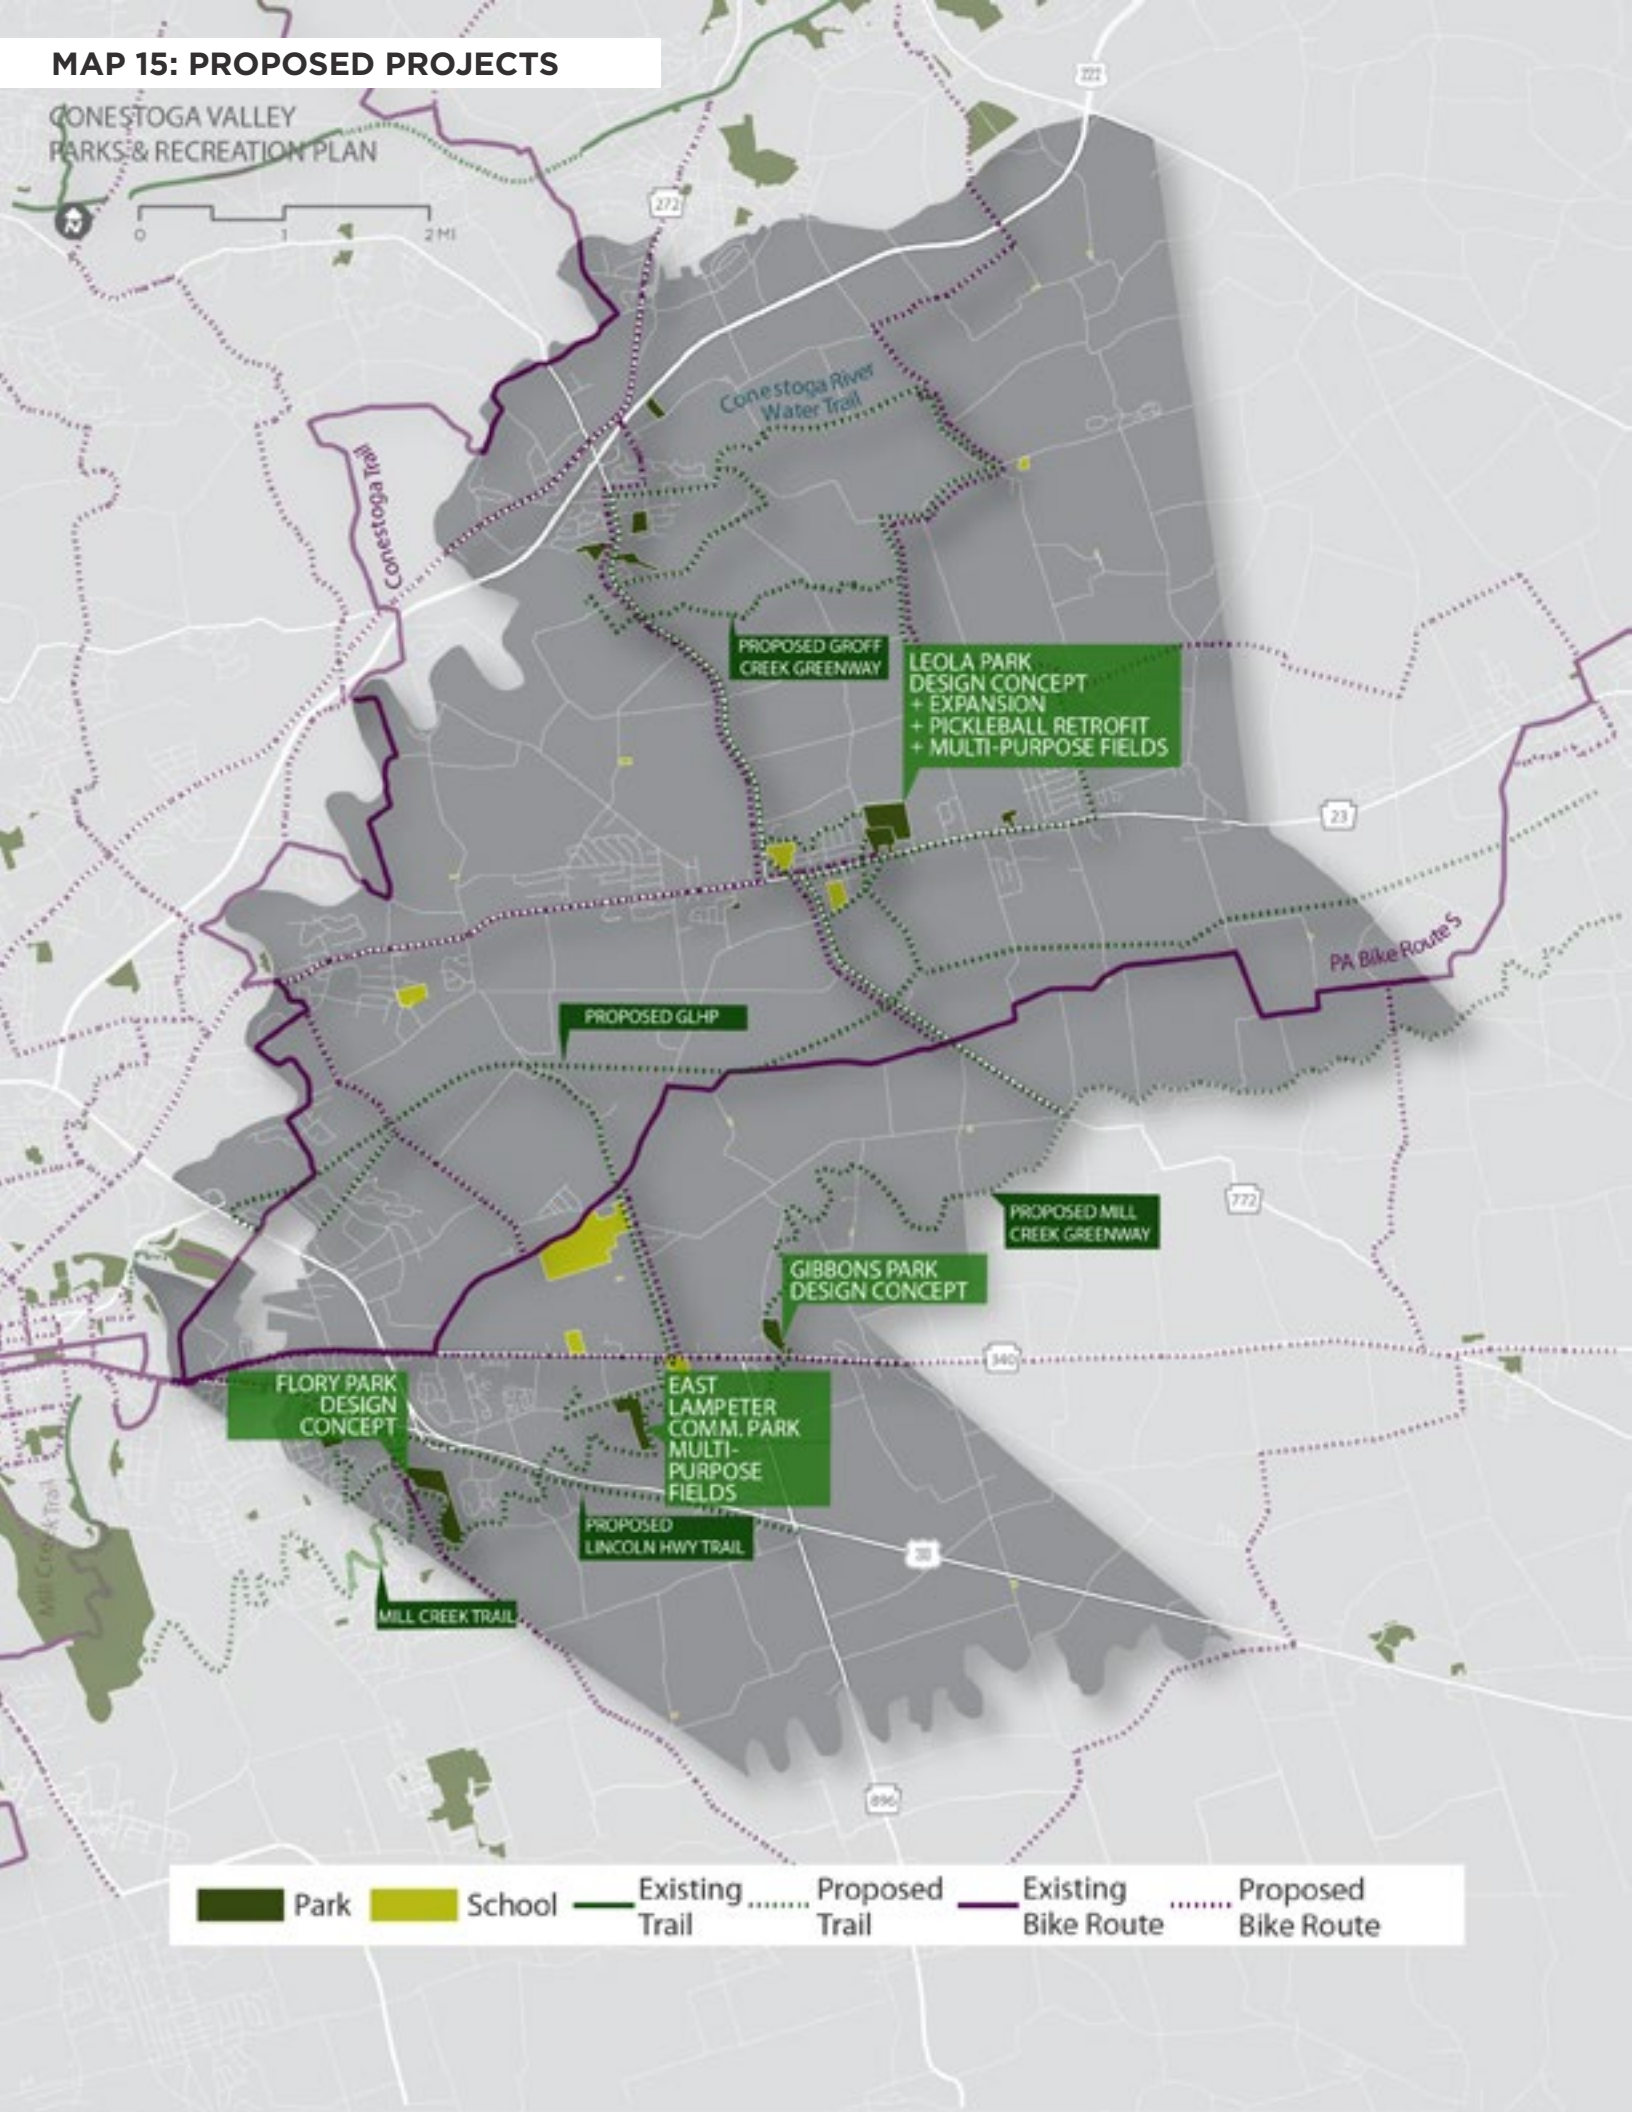 MAP 15: PROPOSED PROJECTS
CONESTOGA VALLEY
PARKS & RECREATION PLAN
N
0 1 2 MI
222
272
Conestoga River
Water Trail
Conestoga Trail
PROPOSED GROFF
CREEK GREENWAY
LEOLA PARK
DESIGN CONCEPT
+ EXPANSION
+ PICKLEBALL RETROFIT
+ MULTI-PURPOSE FIELDS
23
PA Bike Route S
PROPOSED GLHP
772
PROPOSED MILL
CREEK GREENWAY
GIBBONS PARK
DESIGN CONCEPT
340
FLORY PARK
DESIGN
CONCEPT
EAST
LAMPETER
COMM. PARK
MULTI-
PURPOSE
FIELDS
PROPOSED
LINCOLN HWY TRAIL
30
Mill Creek Trail
MILL CREEK TRAIL
896
Park
School
Existing
Trail
Proposed
Trail
Existing
Bike Route
Proposed
Bike Route